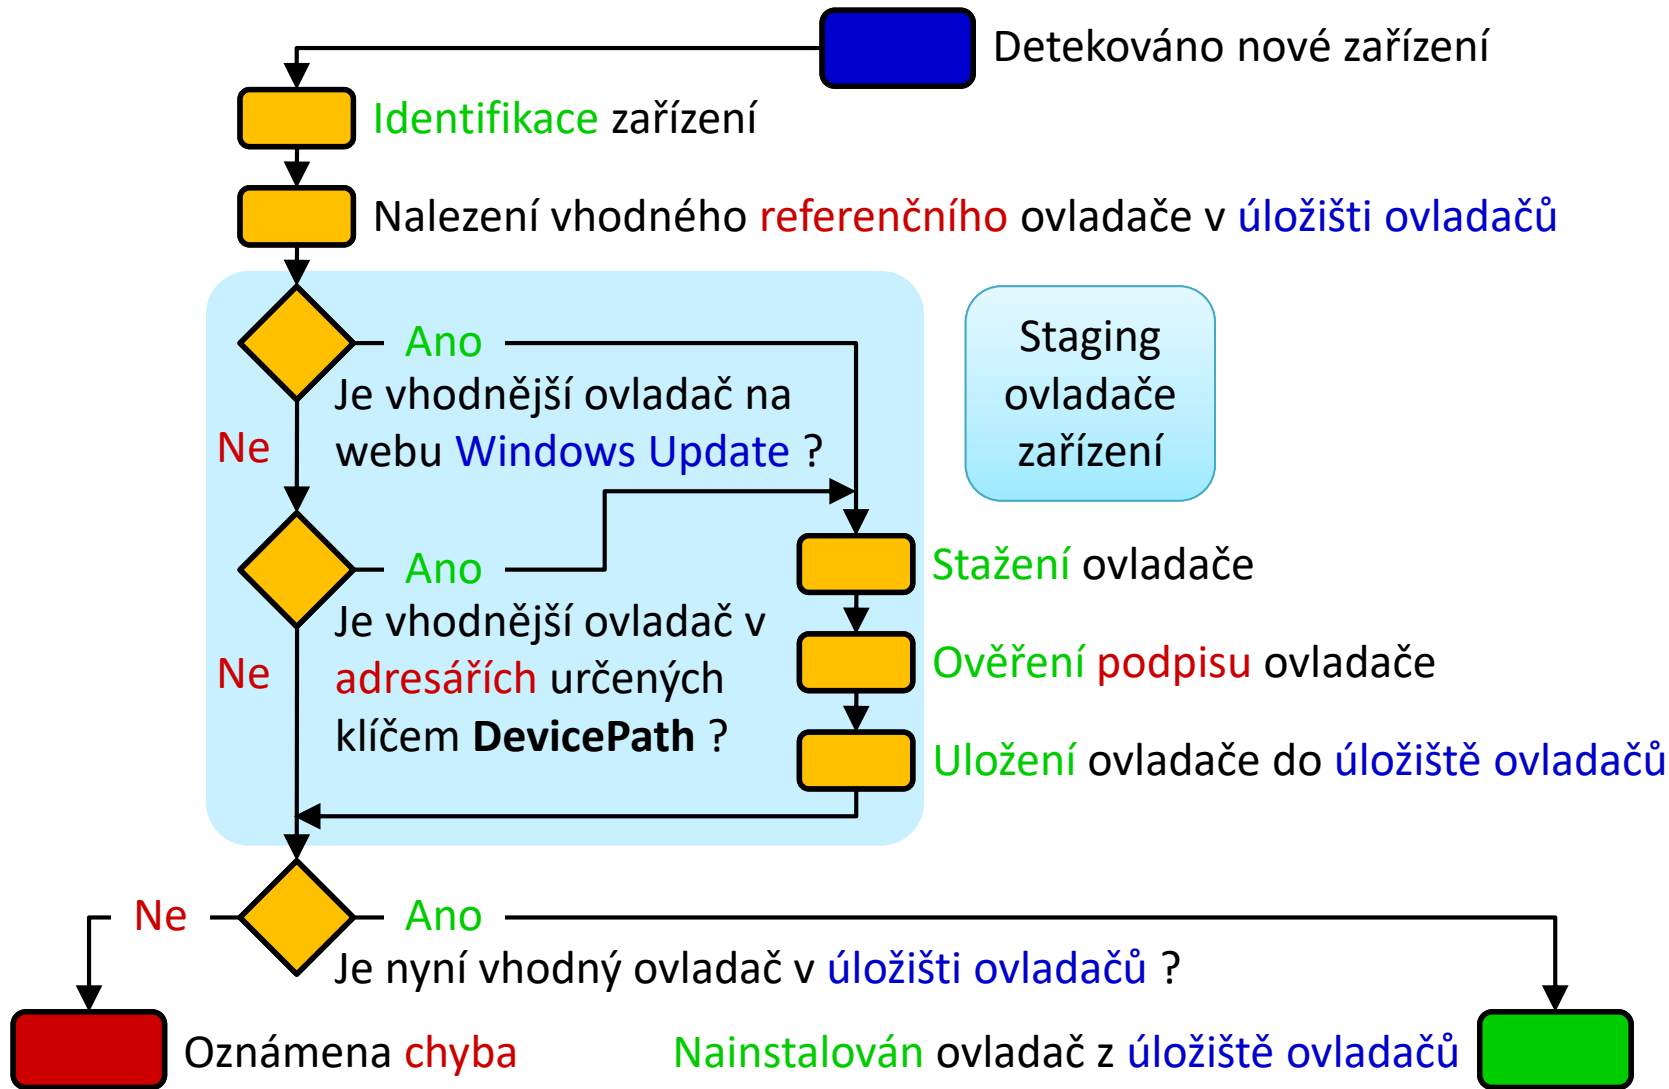 Detekováno nové zařízení
Identifikace zařízení
Nalezení vhodného referenčního ovladače v úložišti ovladačů
Ano
Je vhodnější ovladač na
webu Windows Update ?
Ne
Staging
ovladače
zařízení
Ano
Je vhodnější ovladač v
adresářích určených
klíčem DevicePath ?
Ne
Stažení ovladače
Ověření podpisu ovladače
Uložení ovladače do úložiště ovladačů
Ne
Ano
Je nyní vhodný ovladač v úložišti ovladačů ?
Oznámena chyba
Nainstalován ovladač z úložiště ovladačů